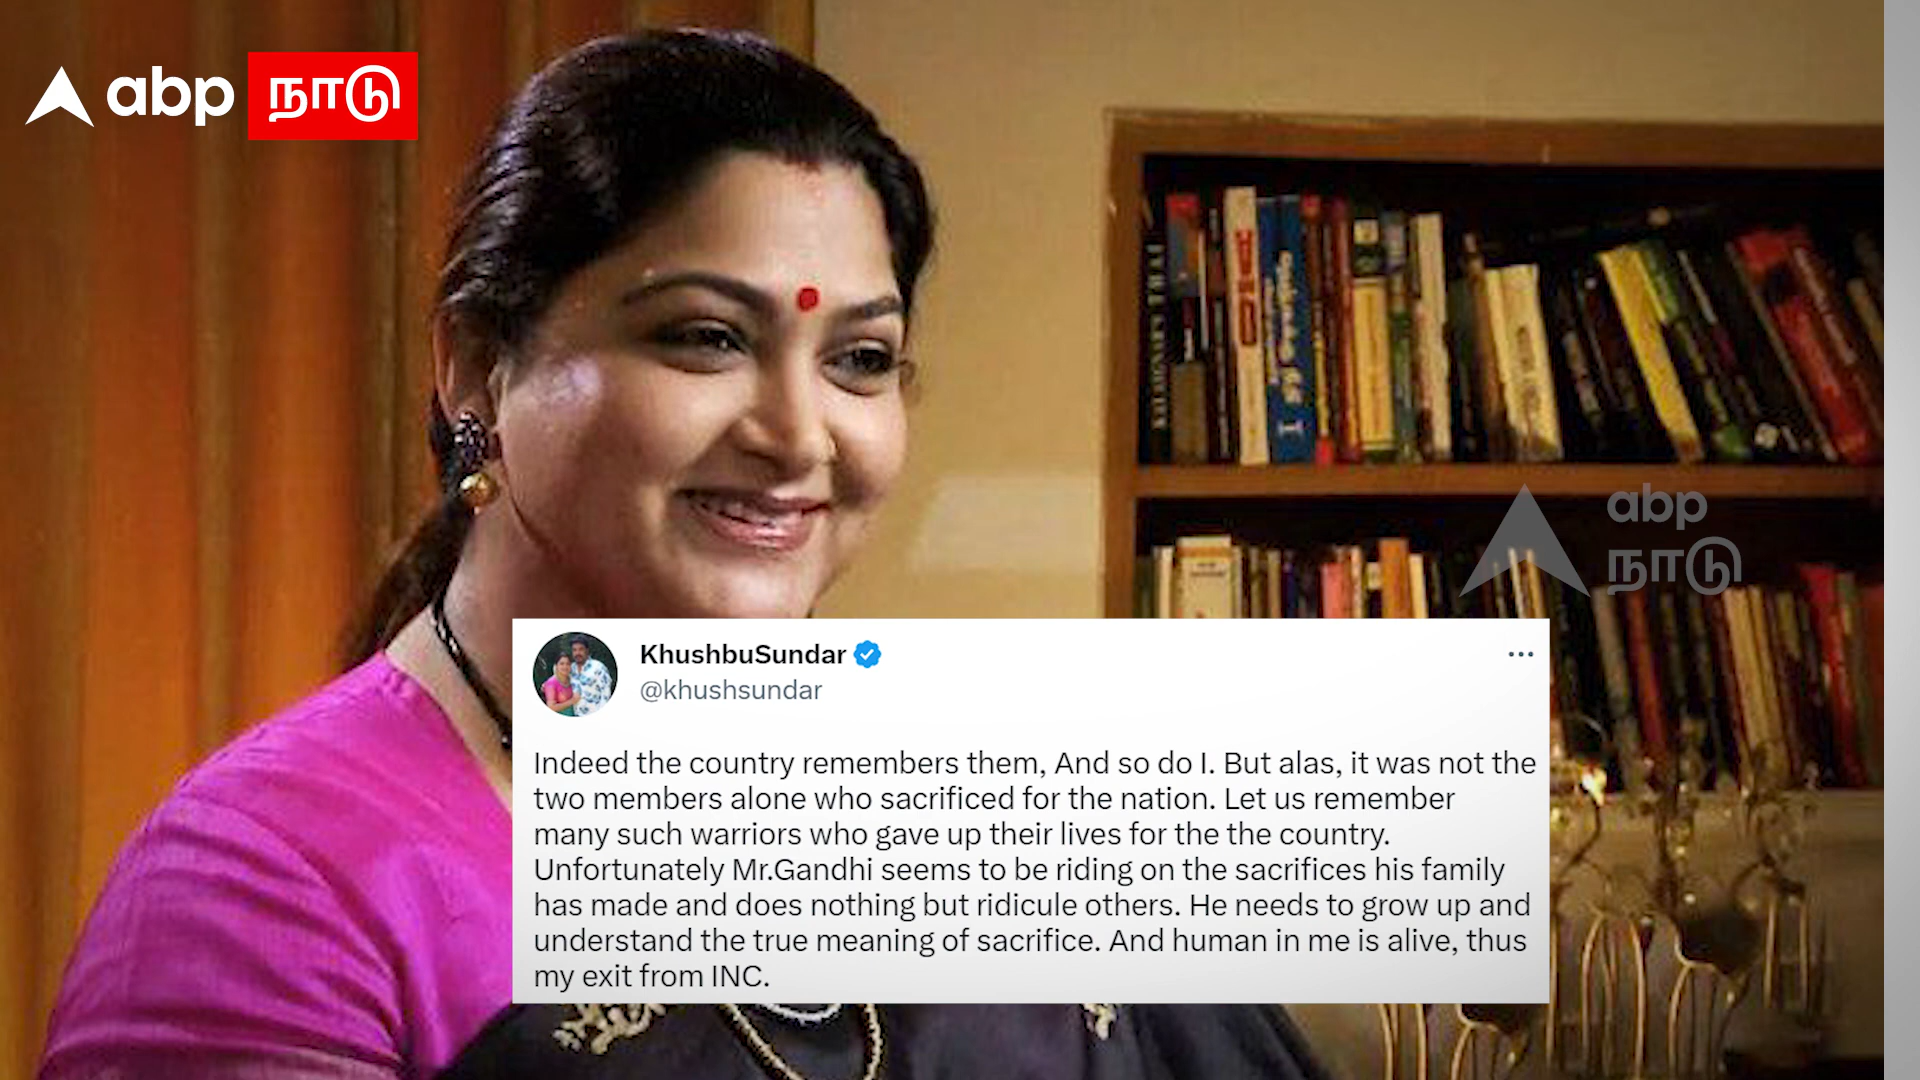 abp நாடு
abp
நாடு
KhushbuSundar
@khushsundar
Indeed the country remembers them, And so do I. But alas, it was not the
two members alone who sacrificed for the nation. Let us remember
many such warriors who gave up their lives for the the country.
Unfortunately Mr.Gandhi seems to be riding on the sacrifices his family
has made and does nothing but ridicule others. He needs to grow up and
understand the true meaning of sacrifice. And human in me is alive, thus
my exit from INC.